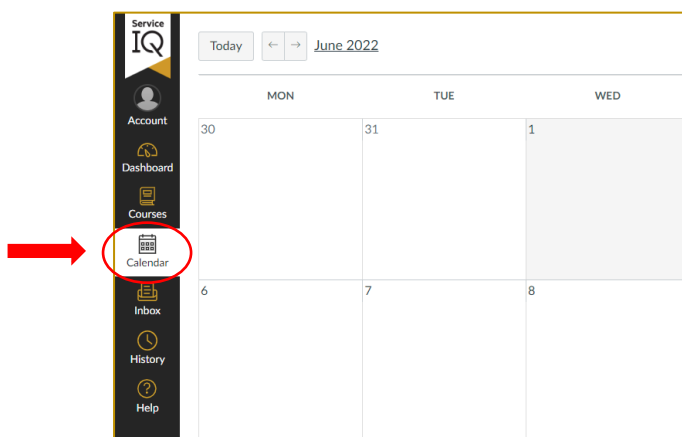 Service
IQ
Today ← → June 2022
MON TUE WED
Account
Dashboard
Courses
Calendar
Inbox
History
Help
30 31 1
6 7 8